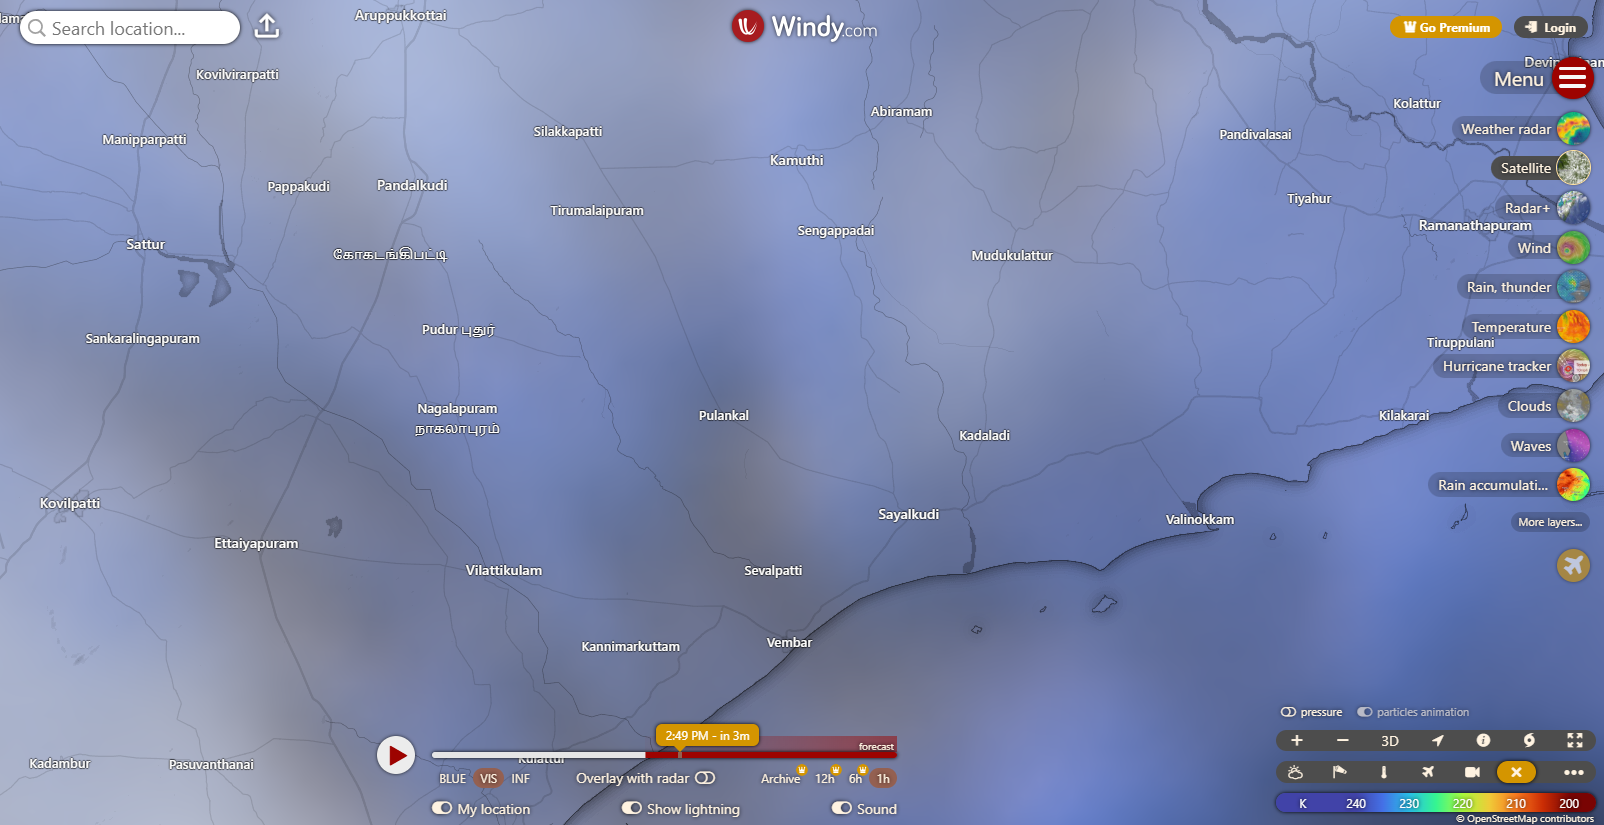 Search location...
Aruppukkottai
Windy.com
Go Premium
Login
Menu
Kovilvirarpatti
Kolattur
Abiramam
Manipparpatti
Silakkapatti
Pandivalasai
Weather radar
Kamuthi
Satellite
Pappakudi
Pandalkudi
Tirumalaipuram
Tiyahur
Radar+
Sengappadai
Ramanathapuram
Sattur
கோகடங்கிபட்டி
Mudukulattur
Wind
Rain, thunder
Pudur புதுர்
Temperature
Sankaralingapuram
Tiruppulani
Hurricane tracker
Nagalapuram
நாகலாபுரம்
Pulankal
Kadaladi
Kilakarai
Clouds
Waves
Rain accumulati...
Kovilpatti
Sayalkudi
Valinokkam
More layers...
Ettaiyapuram
Vilattikulam
Sevalpatti
Kannimarkuttam
Vembar
pressure
particles animation
2:49 PM - in 3m
forecast
3D
Kadambur
Pasuvanthanai
Kulattur
BLUE VIS INF
Overlay with radar
Archive 12h 6h 1h
My location
Show lightning
Sound
K 240 230 220 210 200
© OpenStreetMap contributors